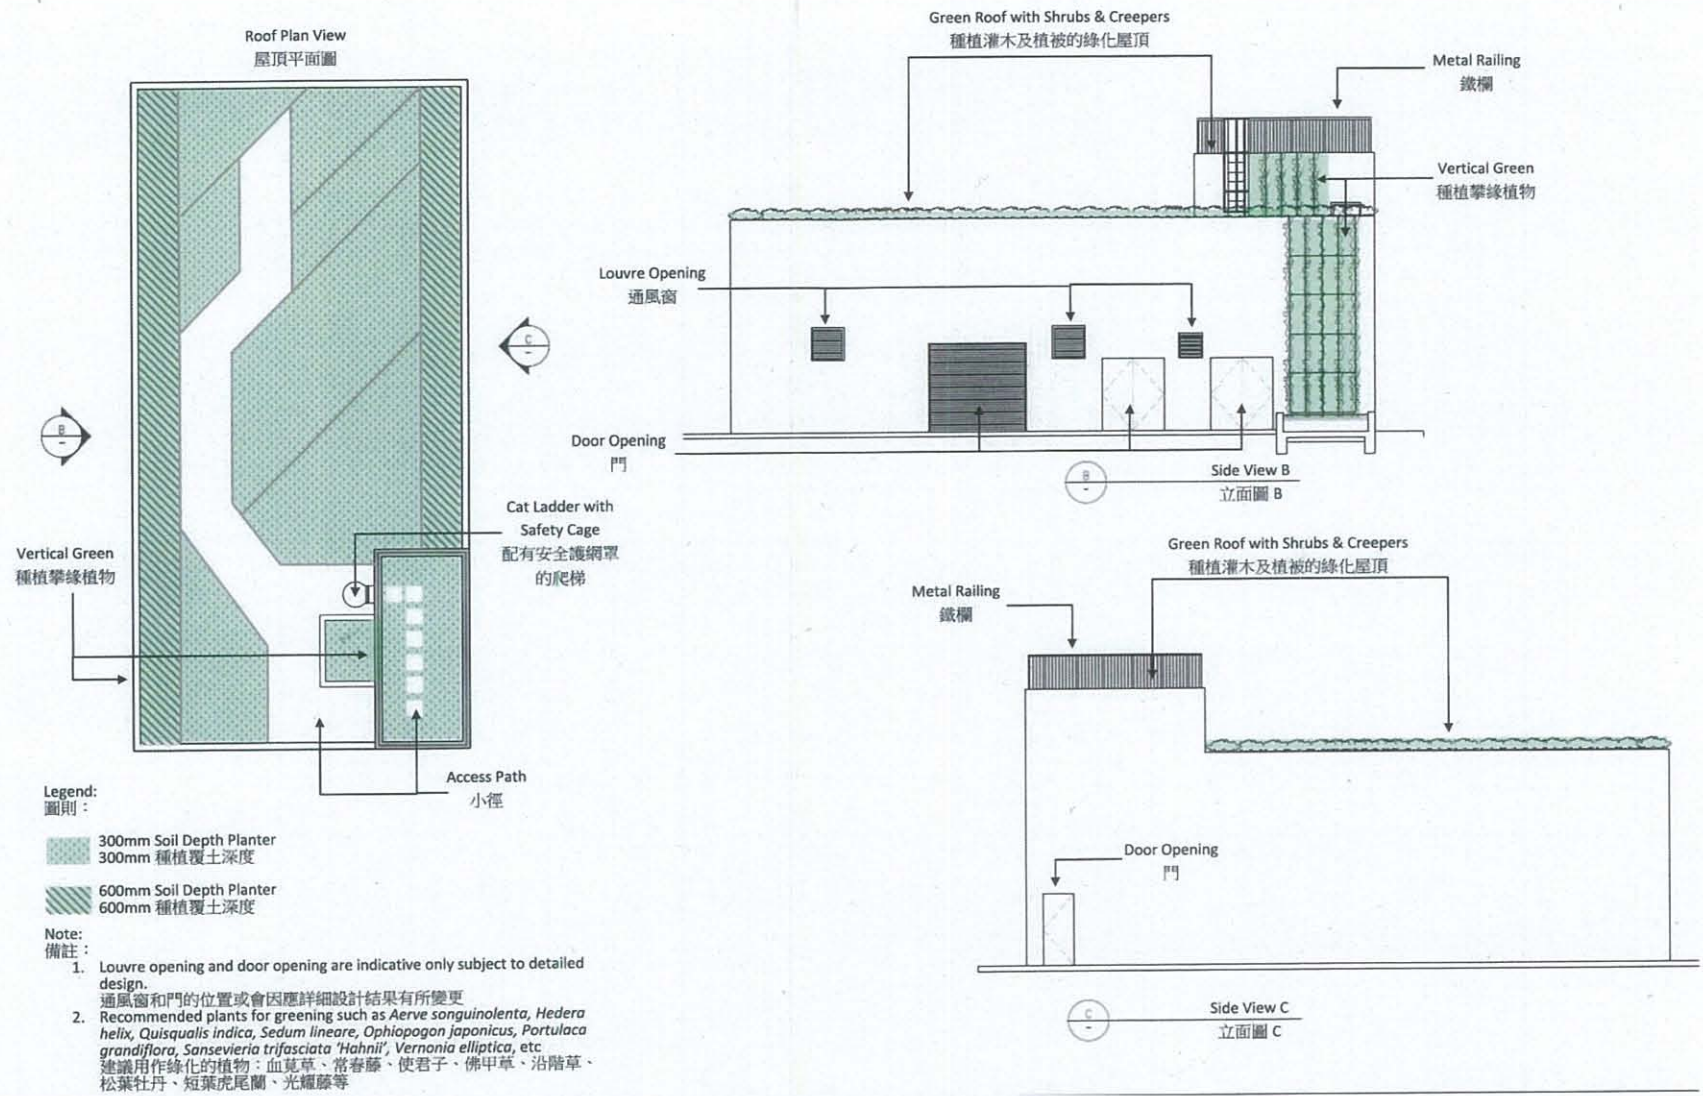 Roof Plan View
屋頂平面圖
Vertical Green
種植攀緣植物
B
C
Cat Ladder with
Safety Cage
配有安全護網罩
的爬梯
Access Path
小徑
Legend:
圖則：
300mm Soil Depth Planter
300mm 種植覆土深度
600mm Soil Depth Planter
600mm 種植覆土深度
Note:
備註：
1. Louvre opening and door opening are indicative only subject to detailed
design.
通風窗和門的位置或會因應詳細設計結果有所變更
2. Recommended plants for greening such as Aerve songuinolenta, Hedera
helix, Quisqualis indica, Sedum lineare, Ophiopogon japonicus, Portulaca
grandiflora, Sansevieria trifasciata 'Hahnii', Vernonia elliptica, etc
建議用作綠化的植物：血莧草、常春藤、使君子、佛甲草、沿階草、
松葉牡丹、短葉虎尾蘭、光耀藤等
Green Roof with Shrubs & Creepers
種植灌木及植被的綠化屋頂
Metal Railing
鐵欄
Vertical Green
種植攀緣植物
Louvre Opening
通風窗
Door Opening
門
B
Side View B
立面圖 B
Green Roof with Shrubs & Creepers
種植灌木及植被的綠化屋頂
Metal Railing
鐵欄
Door Opening
門
C
Side View C
立面圖 C